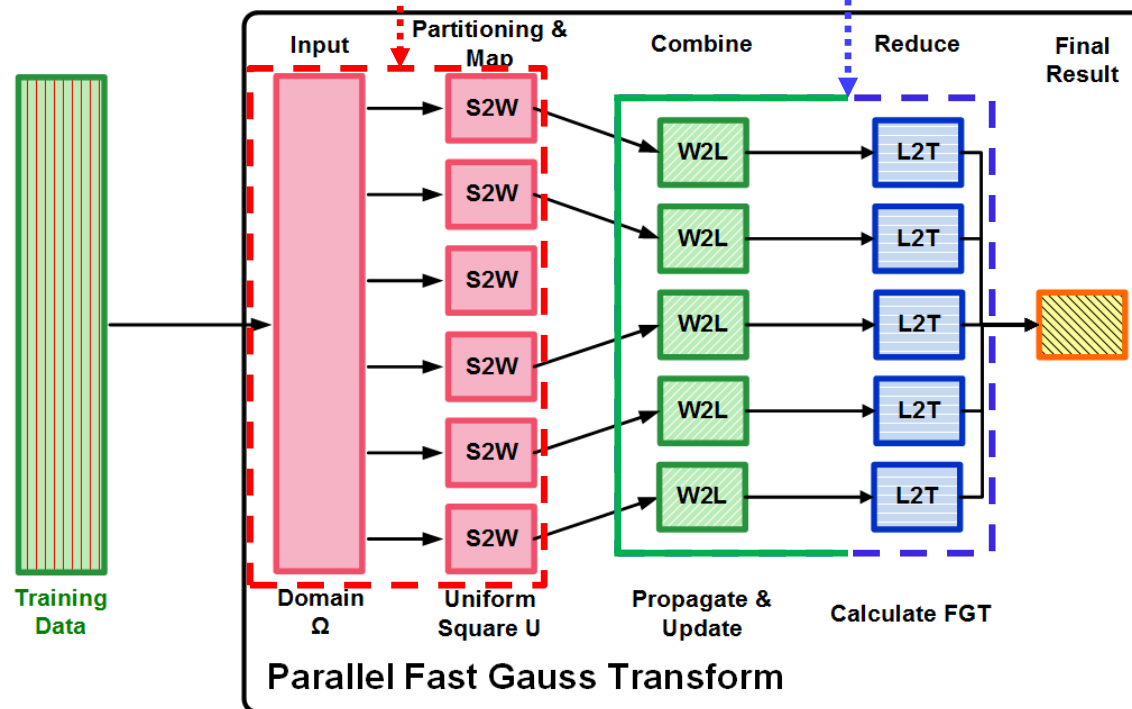 Input
Partitioning &
Map
Combine
Reduce
Final
Result
S2W
S2W
S2W
S2W
S2W
S2W
W2L
W2L
W2L
W2L
W2L
L2T
L2T
L2T
L2T
L2T
Training
Data
Domain
Ω
Uniform
Square U
Propagate &
Update
Calculate FGT
Parallel Fast Gauss Transform